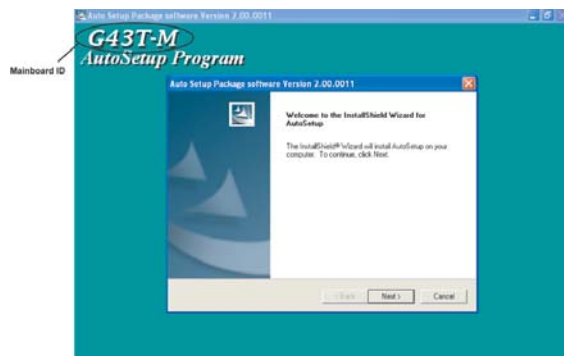 Auto Setup Package software Version 2.00.0011
G43T-M
AutoSetup Program
Mainboard ID
Auto Setup Package software Version 2.00.0011
Welcome to the InstallShield Wizard for
AutoSetup
The InstallShield® Wizard will install AutoSetup on your
computer. To continue, click Next.
< Back
Next >
Cancel